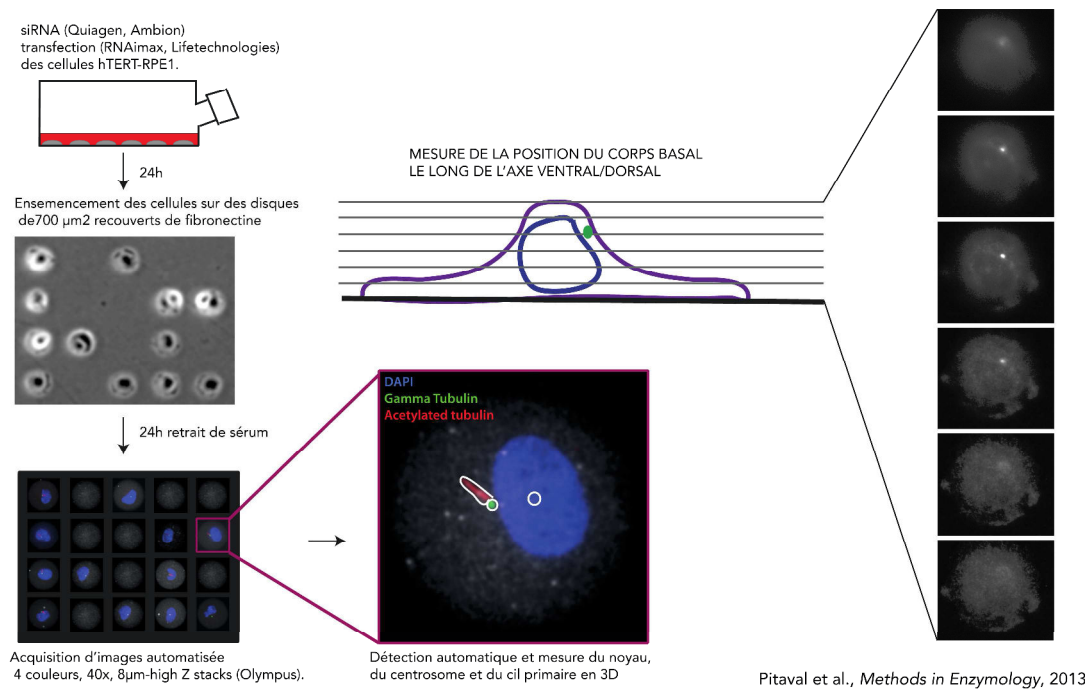 siRNA (Quiagen, Ambion)
transfection (RNAimax, Lifetechnologies)
des cellules hTERT-RPE1.
24h
Ensemencement des cellules sur des disques
de700 µm2 recouverts de fibronectine
24h retrait de sérum
Acquisition d'images automatisée
4 couleurs, 40x, 8µm-high Z stacks (Olympus).
MESURE DE LA POSITION DU CORPS BASAL
LE LONG DE L'AXE VENTRAL/DORSAL
DAPI
Gamma Tubulin
Acetylated tubulin
Détection automatique et mesure du noyau,
du centrosome et du cil primaire en 3D
Pitaval et al., Methods in Enzymology, 2013